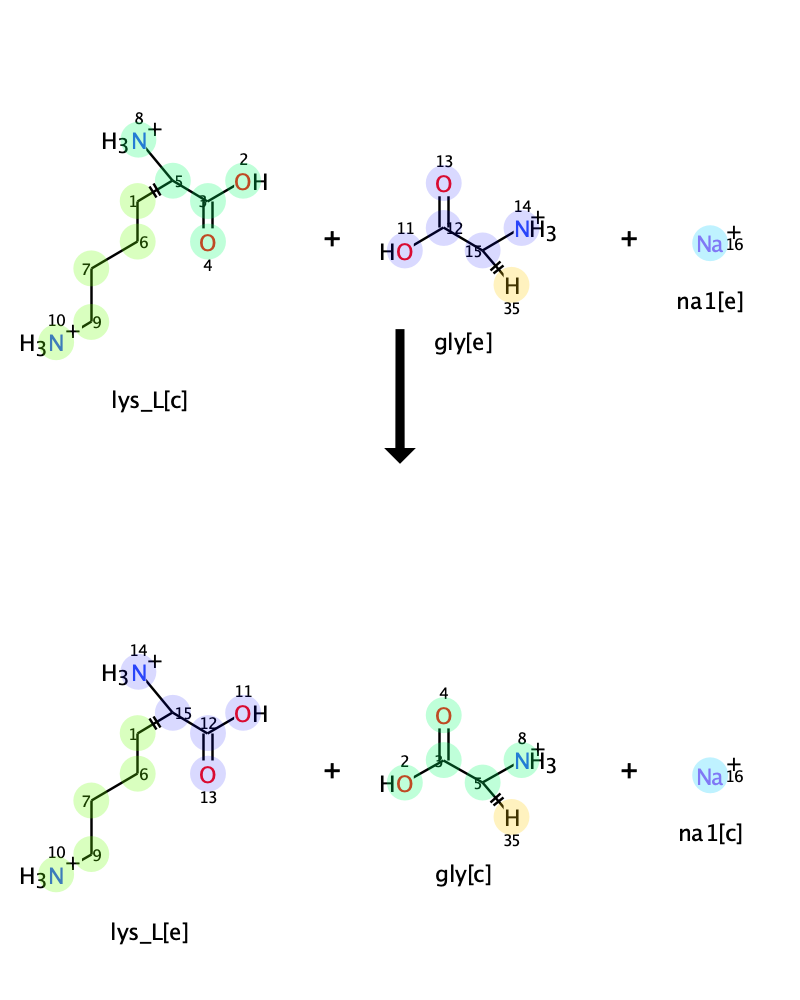 8
H3N+
2
1
5
3
OH
13
O
14
6
O
4
+
11
HO
12
NH3+
15
+
Na+
16
7
H
35
na1[e]
10
H3N+
9
gly[e]
lys_L[c]
14
H3N+
11
15
12
OH
4
O
1
8
6
O
13
+
2
HO
3
NH3+
5
+
Na+
16
7
H
35
na1[c]
10
H3N+
9
gly[c]
lys_L[e]